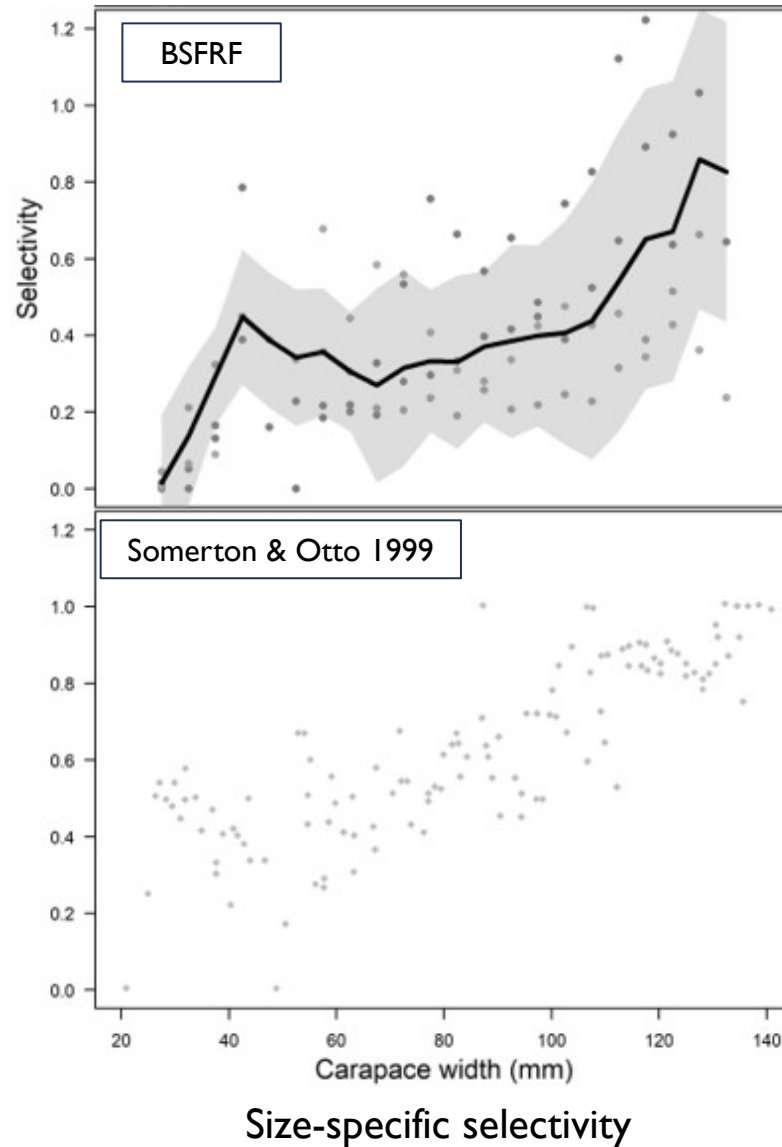 BSFRF
Selectivity
1.2
1.0
0.8
0.6
0.4
0.2
0.0
Somerton & Otto 1999
1.2
1.0
0.8
0.6
0.4
0.2
0.0
20 40 60 80 100 120 140
Carapace width (mm)
Size-specific selectivity